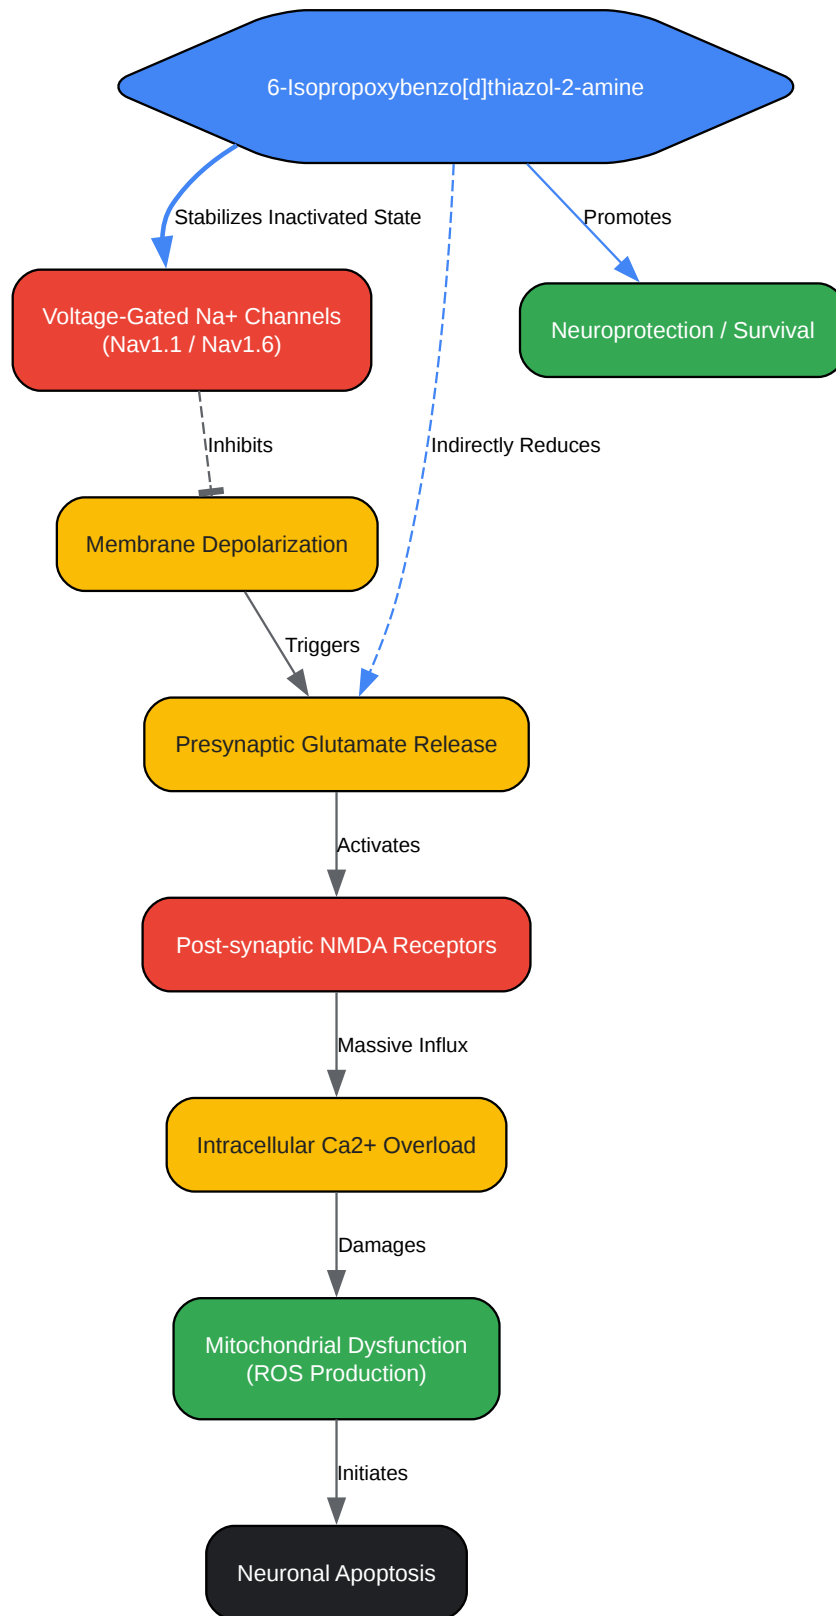 6-Isopropoxybenzo[d]thiazol-2-amine
Stabilizes Inactivated State
Promotes
Voltage-Gated Na+ Channels
(Nav1.1 / Nav1.6)
Neuroprotection / Survival
Inhibits
Indirectly Reduces
Membrane Depolarization
Triggers
Presynaptic Glutamate Release
Activates
Post-synaptic NMDA Receptors
Massive Influx
Intracellular Ca2+ Overload
Damages
Mitochondrial Dysfunction
(ROS Production)
Initiates
Neuronal Apoptosis